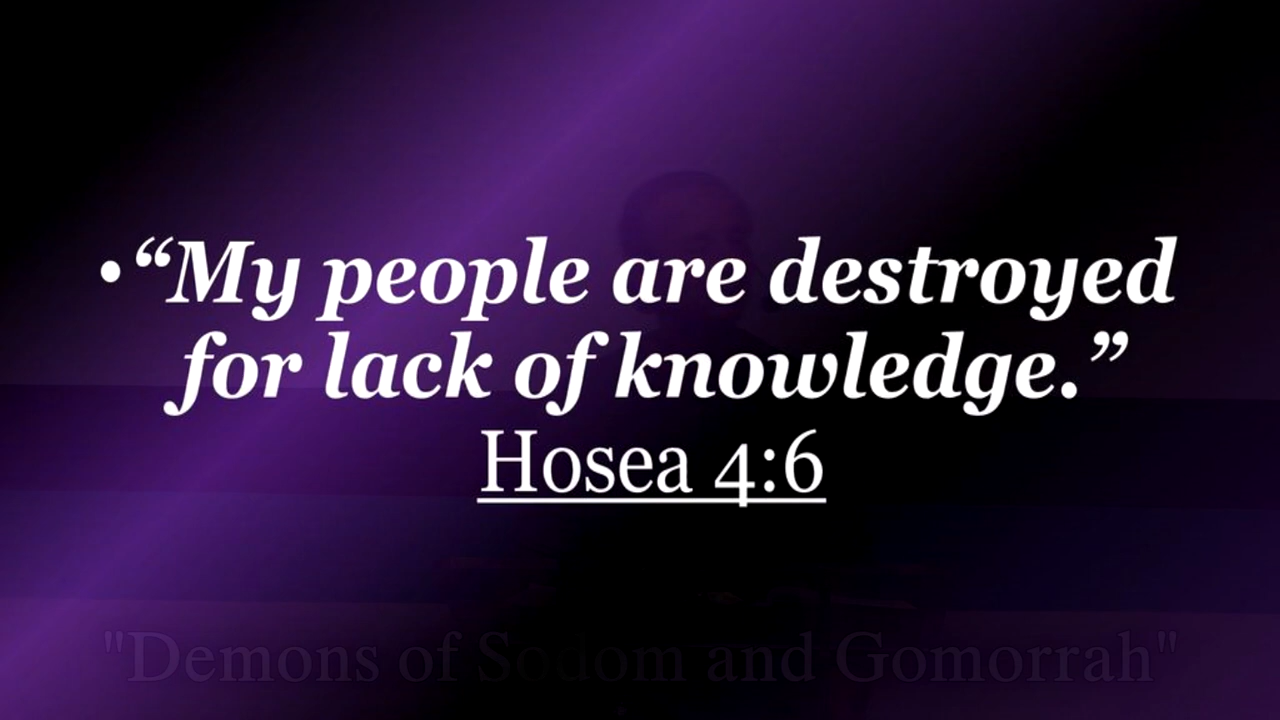 • “My people are destroyed
for lack of knowledge.”
Hosea 4:6
"Demons of Sodom and Gomorrah"